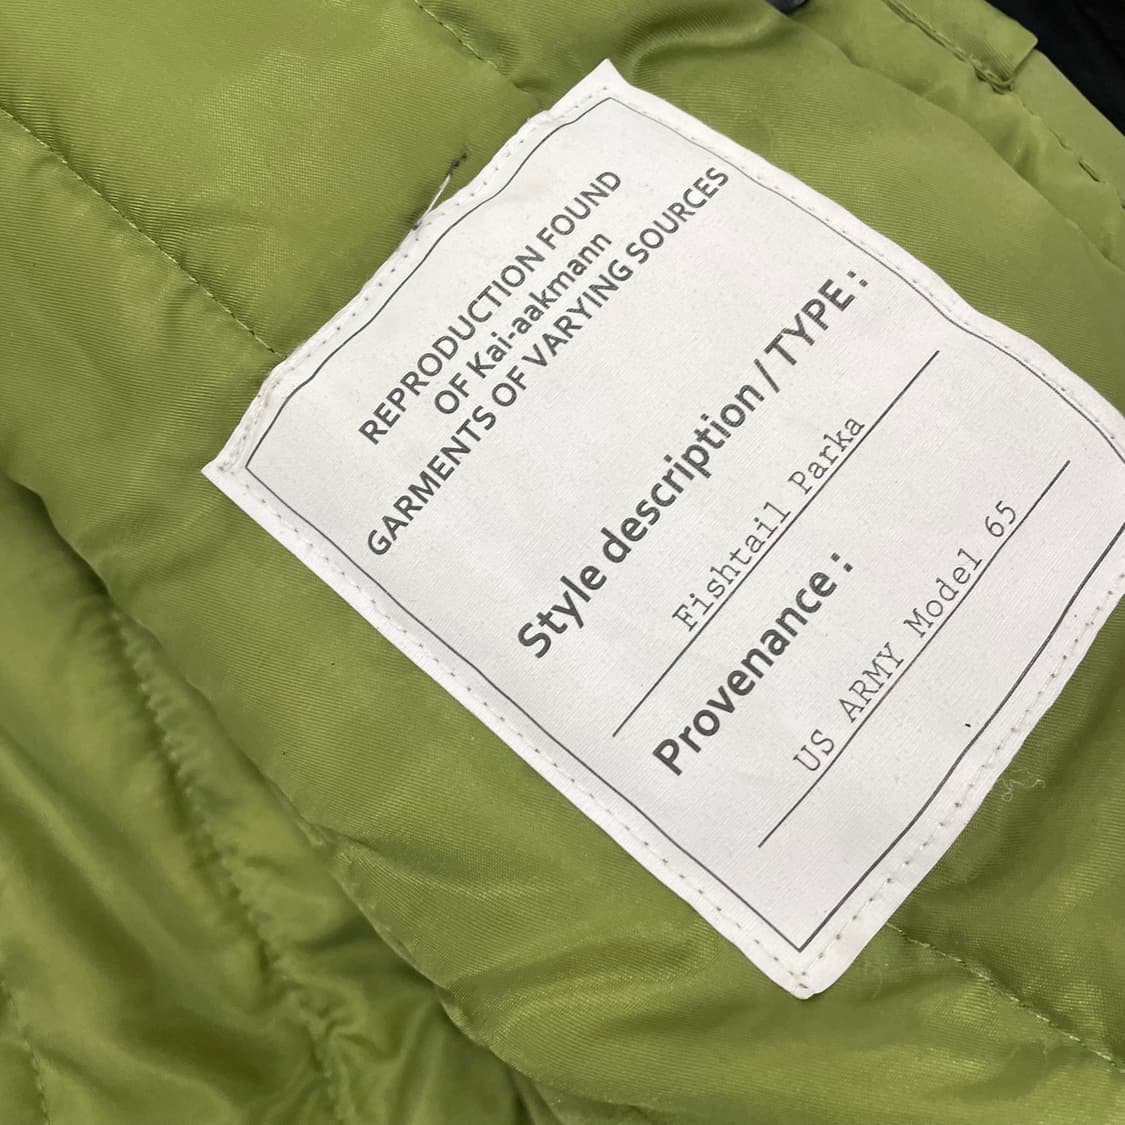 REPRODUCTION FOUND
OF Kai-aakmann
GARMENTS OF VARYING SOURCES
Style description / TYPE :
Fishtail Parka
Provenance :
US ARMY Model 65